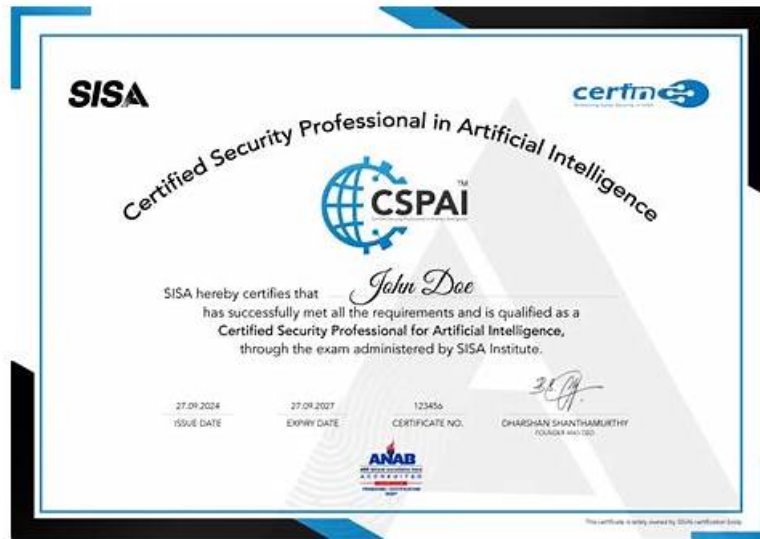 SISA
certin
Certified Security Professional in Artificial Intelligence
CSPAI™
SISA hereby certifies that John Doe
has successfully met all the requirements and is qualified as a
Certified Security Professional for Artificial Intelligence,
through the exam administered by SISA Institute.
27.09.2024 27.09.2027 123456
ISSUE DATE EXPIRY DATE CERTIFICATE NO. DHARSHAN SHANTHAMURTHY
FOUNDER AND CEO
ANAB
ACCREDITED